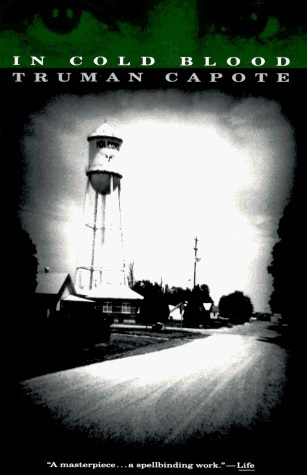 IN COLD BLOOD
TRUMAN CAPOTE
"A masterpiece...a spellbinding work."—Life